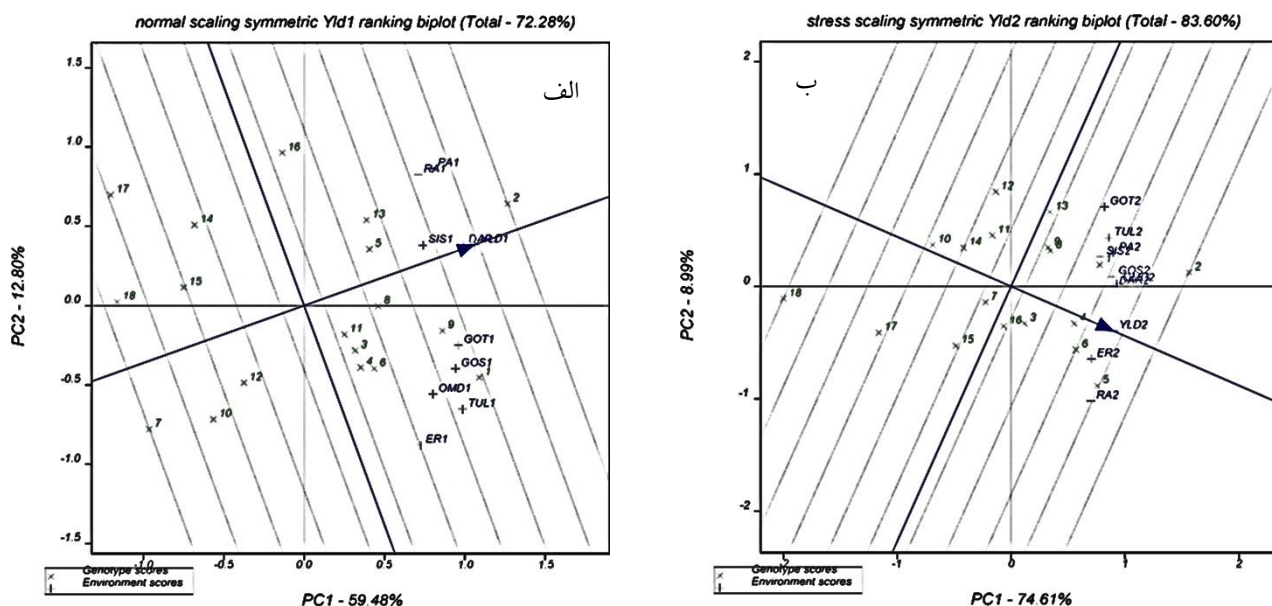 normal scaling symmetric Yld1 ranking biplot (Total - 72.28%)
الف
PC2 - 12.80%
1.5
1.0
0.5
0.0
-0.5
-1.0
-1.5
16
17
14
15
18
13
5
2
PA1
RA1
SIS1
8
11
3
4
6
9
GOT1
GOS1
1
OMD1
TUL1
ER1
12
10
7
-1.0
-0.5
0.0
0.5
1.0
1.5
Genotype scores
Environment scores
PC1 - 59.48%
stress scaling symmetric Yld2 ranking biplot (Total - 83.60%)
ب
PC2 - 8.99%
2
1
0
-1
-2
12
13
GOT2
TUL2
PA2
SIS2
GOS2
10
14
11
2
18
17
7
15
16
3
4
YLD2
6
ER2
5
RA2
-2
-1
0
1
2
Genotype scores
Environment scores
PC1 - 74.61%